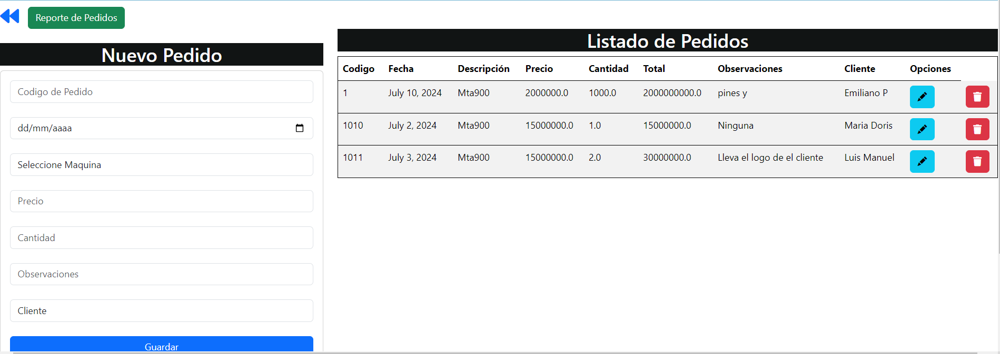 Reporte de Pedidos
Nuevo Pedido
Codigo de Pedido
dd/mm/aaaa
Seleccione Maquina
Precio
Cantidad
Observaciones
Cliente
Guardar
Listado de Pedidos
Codigo Fecha Descripción Precio Cantidad Total Observaciones Cliente Opciones
1 July 10, 2024 Mta900 2000000.0 1000.0 2000000000.0 pines y Emiliano P
1010 July 2, 2024 Mta900 15000000.0 1.0 15000000.0 Ninguna Maria Doris
1011 July 3, 2024 Mta900 15000000.0 2.0 30000000.0 Lleva el logo de el cliente Luis Manuel